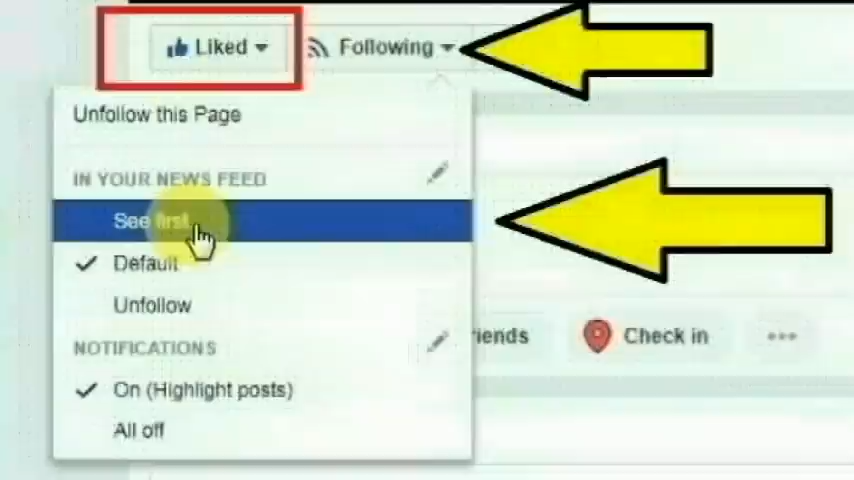 Liked Following
Unfollow this Page
IN YOUR NEWS FEED
See first
Default
Unfollow
NOTIFICATIONS
riends Check in
On (Highlight posts)
All off